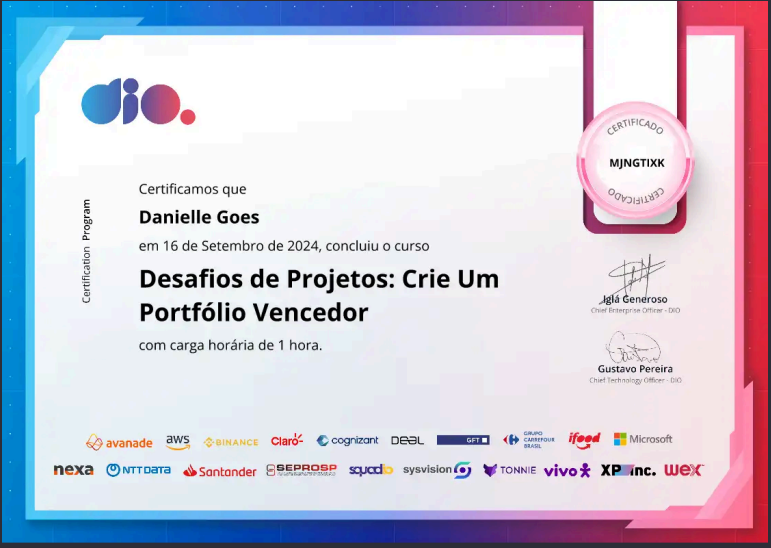 dio.
CERTIFICADO
MJNGTIXK
CERTIFICADO
Certification Program
Certificamos que
Danielle Goes
em 16 de Setembro de 2024, concluiu o curso
Desafios de Projetos: Crie Um
Portfólio Vencedor
com carga horária de 1 hora.
Iglá Generoso
Chief Enterprise Officer - DIO
Gustavo Pereira
Chief Technology Officer - DIO
avanade aws BINANCE Claro cognizant DEAL GFT GRUPO CARREFOUR BRASIL ifood Microsoft
nexa NTT DATA Santander SEPROSP squadio sysvision TONNIE vivo XP inc. wex